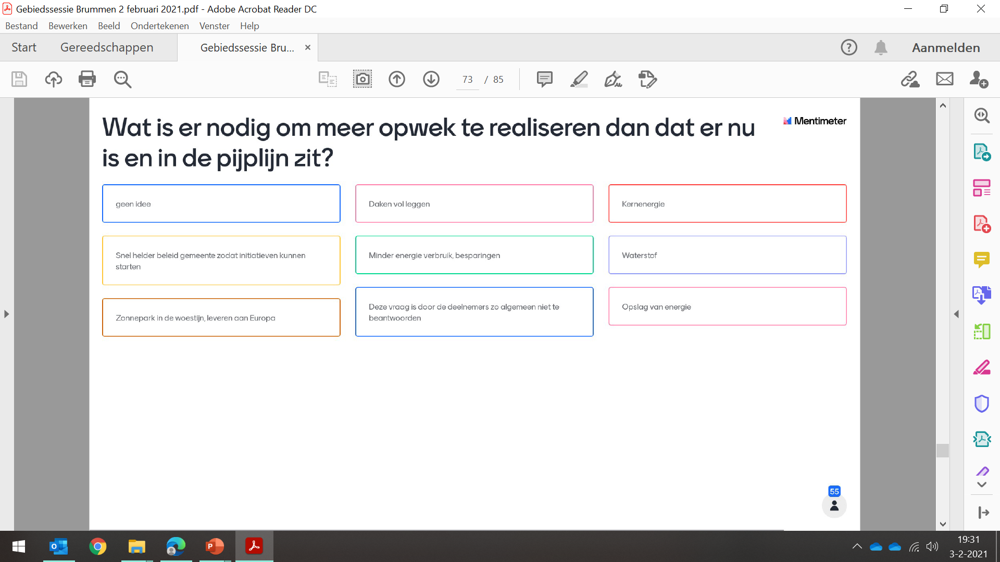 Gebiedssessie Brummen 2 februari 2021.pdf - Adobe Acrobat Reader DC
Bestand Bewerken Beeld Ondertekenen Venster Help
Start Gereedschappen Gebiedssessie Bru... × Aanmelden
73 / 85
Wat is er nodig om meer opwek te realiseren dan dat er nu
is en in de pijplijn zit?
Mentimeter
geen idee
Daken vol leggen
Kernenergie
Snel helder beleid gemeente zodat initiatieven kunnen
starten
Minder energie verbruik, besparingen
Waterstof
Zonnepark in de woestijn, leveren aan Europa
Deze vraag is door de deelnemers zo algemeen niet te
beantwoorden
Opslag van energie
55
19:31
3-2-2021